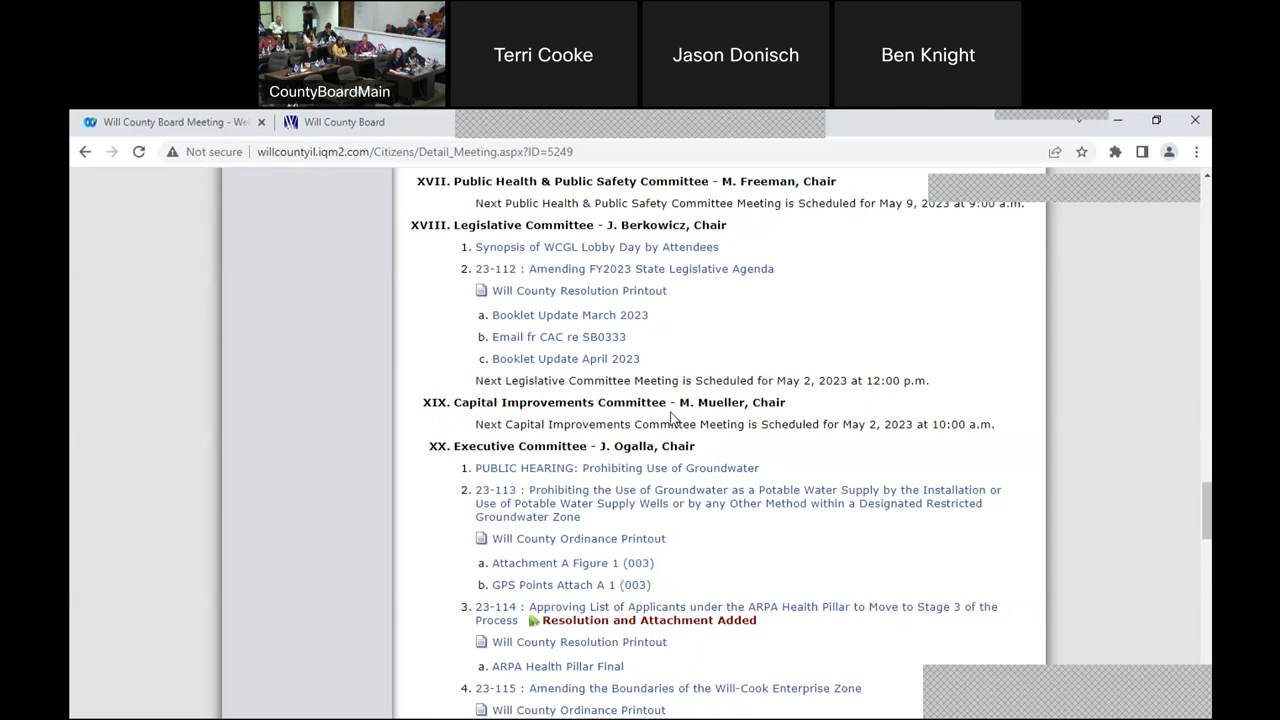 CountyBoardMain
Terri Cooke
Jason Donisch
Ben Knight
Will County Board Meeting - We
Will County Board
Not secure
willcountyil.iqm2.com/Citizens/Detail_Meeting.aspx?ID=5249
XVII. Public Health & Public Safety Committee - M. Freeman, Chair
Next Public Health & Public Safety Committee Meeting is Scheduled for May 9, 2023 at 9:00 a.m.
XVIII. Legislative Committee - J. Berkowicz, Chair
1. Synopsis of WCGL Lobby Day by Attendees
2. 23-112 : Amending FY2023 State Legislative Agenda
Will County Resolution Printout
a. Booklet Update March 2023
b. Email fr CAC re SB0333
c. Booklet Update April 2023
Next Legislative Committee Meeting is Scheduled for May 2, 2023 at 12:00 p.m.
XIX. Capital Improvements Committee - M. Mueller, Chair
Next Capital Improvements Committee Meeting is Scheduled for May 2, 2023 at 10:00 a.m.
XX. Executive Committee - J. Ogalla, Chair
1. PUBLIC HEARING: Prohibiting Use of Groundwater
2. 23-113 : Prohibiting the Use of Groundwater as a Potable Water Supply by the Installation or
Use of Potable Water Supply Wells or by any Other Method within a Designated Restricted
Groundwater Zone
Will County Ordinance Printout
a. Attachment A Figure 1 (003)
b. GPS Points Attach A 1 (003)
3. 23-114 : Approving List of Applicants under the ARPA Health Pillar to Move to Stage 3 of the
Process Resolution and Attachment Added
Will County Resolution Printout
a. ARPA Health Pillar Final
4. 23-115 : Amending the Boundaries of the Will-Cook Enterprise Zone
Will County Ordinance Printout